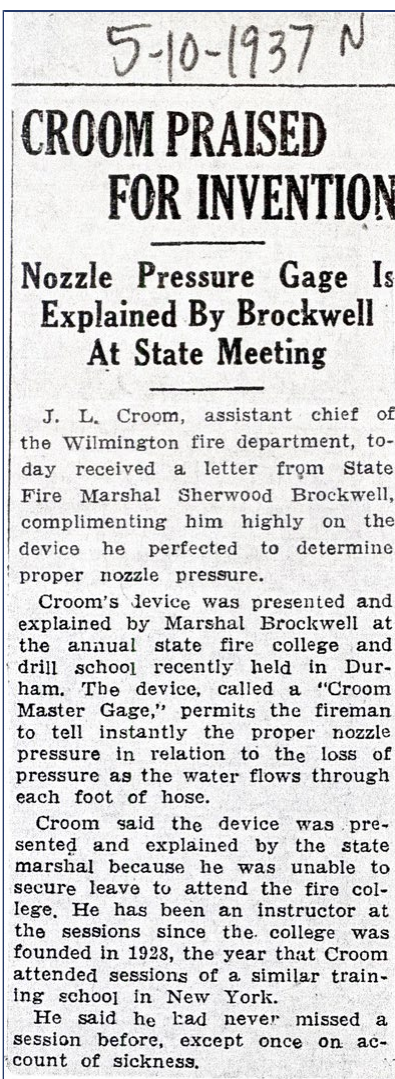 5-10-1937 N
CROOM PRAISED
FOR INVENTION
Nozzle Pressure Gage Is
Explained By Brockwell
At State Meeting
J. L. Croom, assistant chief of
the Wilmington fire department, to-
day received a letter from State
Fire Marshal Sherwood Brockwell,
complimenting him highly on the
device he perfected to determine
proper nozzle pressure.
Croom's device was presented and
explained by Marshal Brockwell at
the annual state fire college and
drill school recently held in Dur-
ham. The device, called a "Croom
Master Gage," permits the fireman
to tell instantly the proper nozzle
pressure in relation to the loss of
pressure as the water flows through
each foot of hose.
Croom said the device was pre-
sented and explained by the state
marshal because he was unable to
secure leave to attend the fire col-
lege. He has been an instructor at
the sessions since the college was
founded in 1928, the year that Croom
attended sessions of a similar train-
ing school in New York.
He said he had never missed a
session before, except once on ac-
count of sickness.